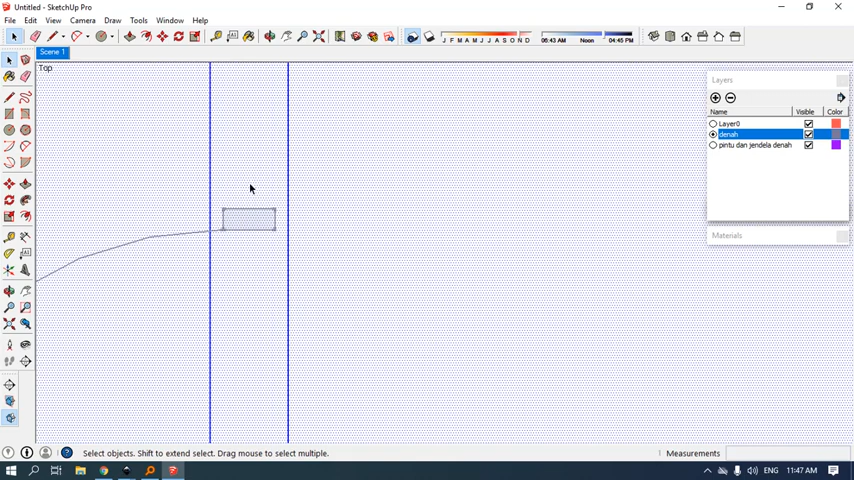 Untitled - SketchUp Pro
File Edit View Camera Draw Tools Window Help
J F M A M J J A S O N D 06:43 AM Noon 04:45 PM
Scene 1
Top
Layers
Name Visible Color
Layer0
denah
pintu dan jendela denah
Materials
Select objects. Shift to extend select. Drag mouse to select multiple.
Measurements
ENG 11:47 AM